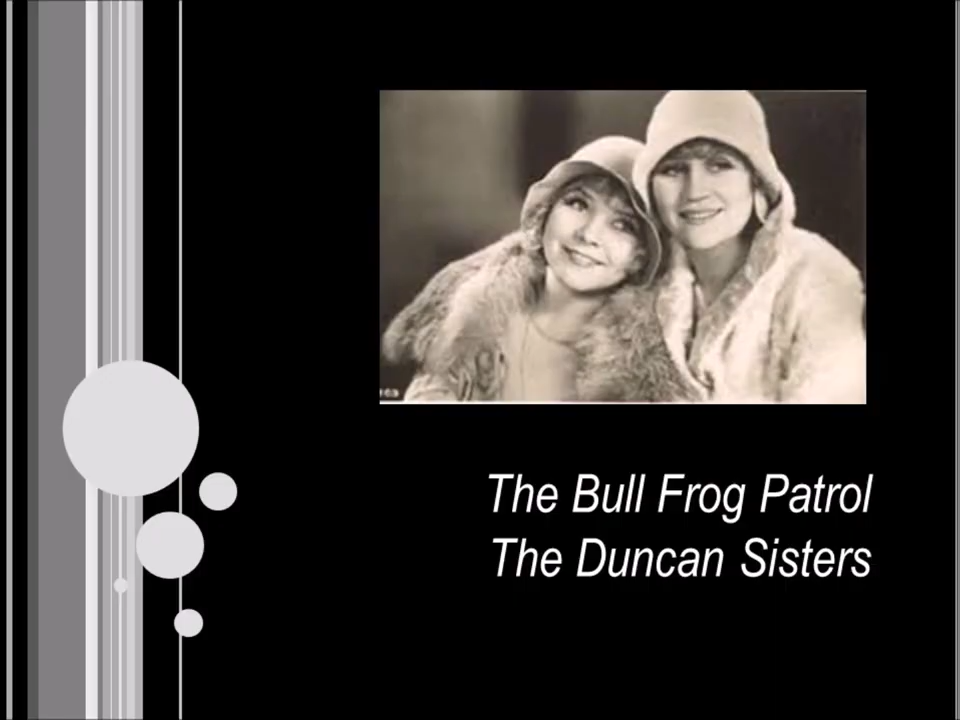 The Bull Frog Patrol
The Duncan Sisters